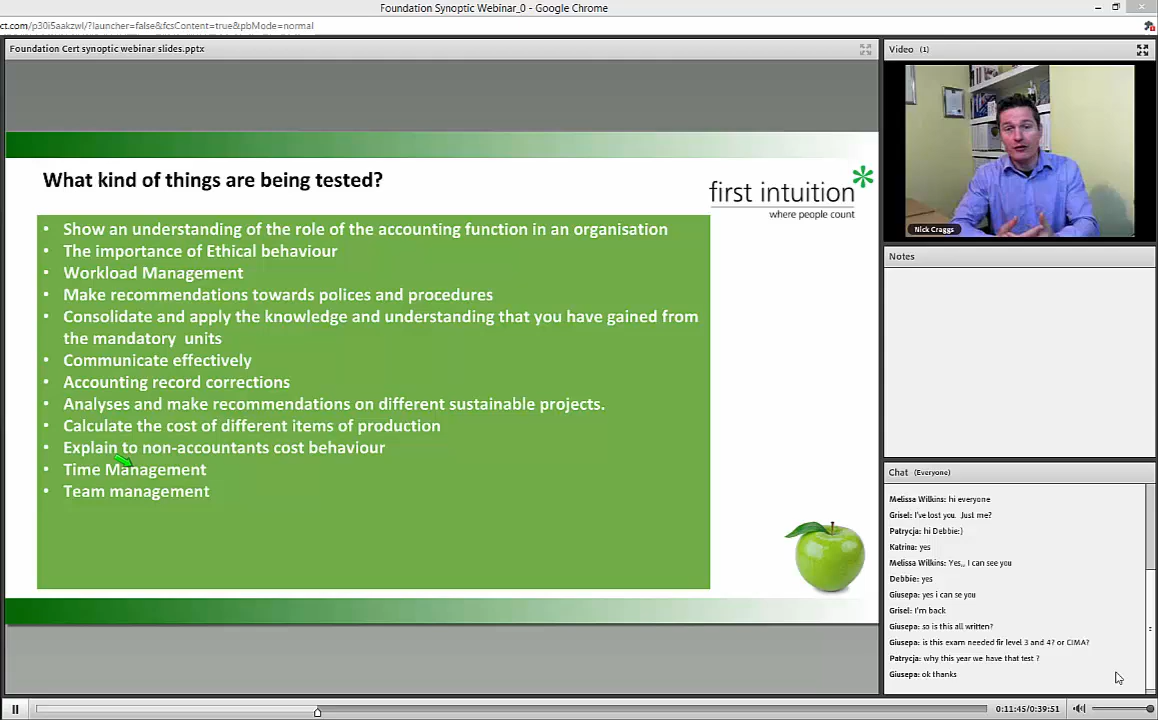 Foundation Synoptic Webinar_0 - Google Chrome
ct.com/p30i5aakzwl/?launcher=false&fcsContent=true&pbMode=normal
Foundation Cert synoptic webinar slides.pptx
What kind of things are being tested?
first intuition
where people count
• Show an understanding of the role of the accounting function in an organisation
• The importance of Ethical behaviour
• Workload Management
• Make recommendations towards polices and procedures
• Consolidate and apply the knowledge and understanding that you have gained from
the mandatory units
• Communicate effectively
• Accounting record corrections
• Analyses and make recommendations on different sustainable projects.
• Calculate the cost of different items of production
• Explain to non-accountants cost behaviour
• Time Management
• Team management
Video (1)
Nick Craggs
Notes
Chat (Everyone)
Melissa Wilkins: hi everyone
Grisel: I've lost you. Just me?
Patrycja: hi Debbie:)
Katrina: yes
Melissa Wilkins: Yes,, I can see you
Debbie: yes
Giusepa: yes i can se you
Grisel: I'm back
Giusepa: so is this all written?
Giusepa: is this exam needed fir level 3 and 4? or CIMA?
Patrycja: why this year we have that test ?
Giusepa: ok thanks
0:11:45/0:39:51